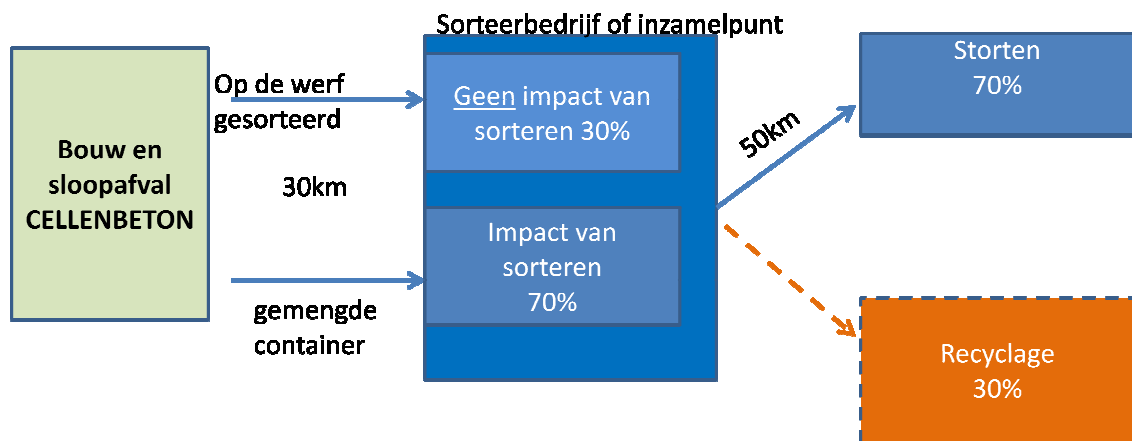 Sorteerbedrijf of inzamelpunt
Bouw en
sloopafval
CELLENBETON
Op de werf
gesorteerd
30km
gemengde
container
Geen impact van
sorteren 30%
Impact van
sorteren
70%
50km
Storten
70%
Recyclage
30%